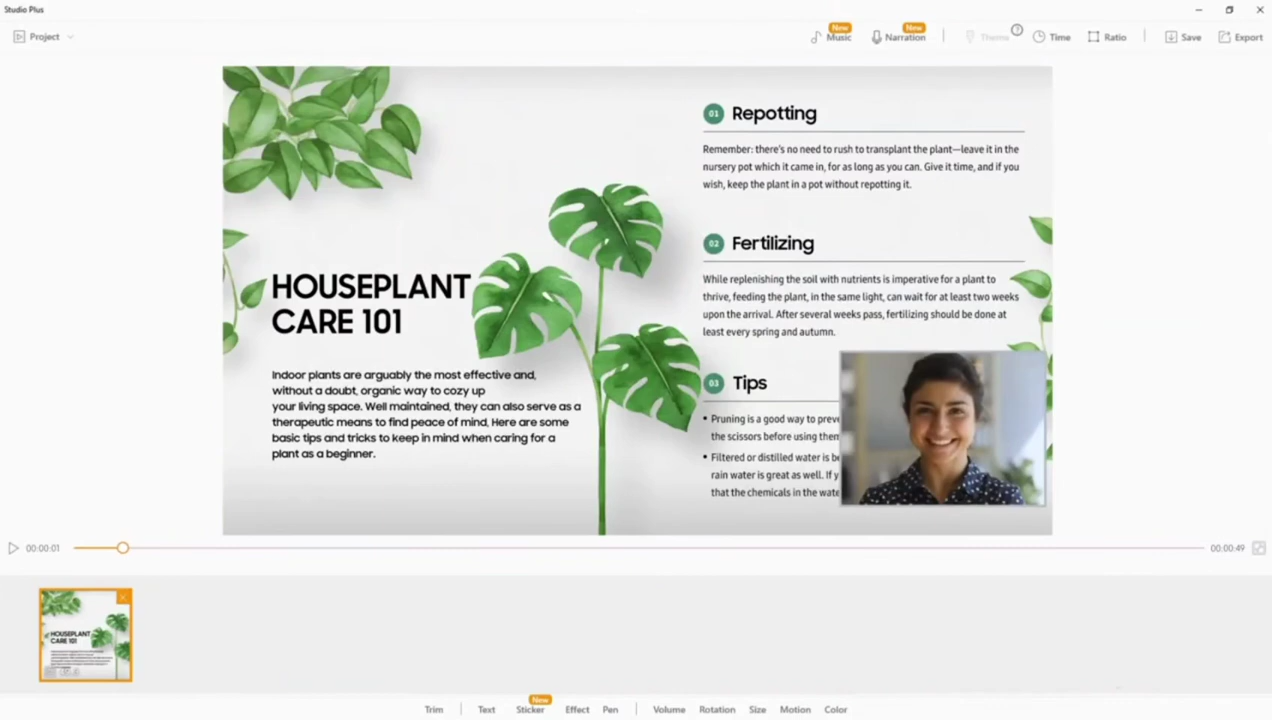 Studio Plus
Project
New
Music
New
Narration
Theme
?
Time
Ratio
Save
Export
HOUSEPLANT
CARE 101
Indoor plants are arguably the most effective and,
without a doubt, organic way to cozy up
your living space. Well maintained, they can also serve as a
therapeutic means to find peace of mind, Here are some
basic tips and tricks to keep in mind when caring for a
plant as a beginner.
01 Repotting
Remember: there's no need to rush to transplant the plant—leave it in the
nursery pot which it came in, for as long as you can. Give it time, and if you
wish, keep the plant in a pot without repotting it.
02 Fertilizing
While replenishing the soil with nutrients is imperative for a plant to
thrive, feeding the plant, in the same light, can wait for at least two weeks
upon the arrival. After several weeks pass, fertilizing should be done at
least every spring and autumn.
03 Tips
• Pruning is a good way to preve
the scissors before using them
• Filtered or distilled water is be
rain water is great as well. If y
that the chemicals in the wate
00:00:01
00:00:49
HOUSEPLANT
CARE 101
Trim
Text
New
Sticker
Effect
Pen
Volume
Rotation
Size
Motion
Color